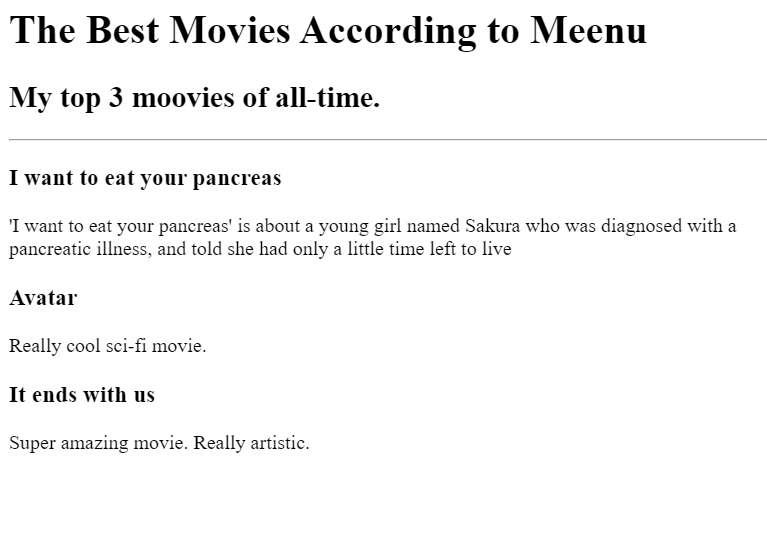 The Best Movies According to Meenu
My top 3 moovies of all-time.
I want to eat your pancreas
'I want to eat your pancreas' is about a young girl named Sakura who was diagnosed with a
pancreatic illness, and told she had only a little time left to live
Avatar
Really cool sci-fi movie.
It ends with us
Super amazing movie. Really artistic.